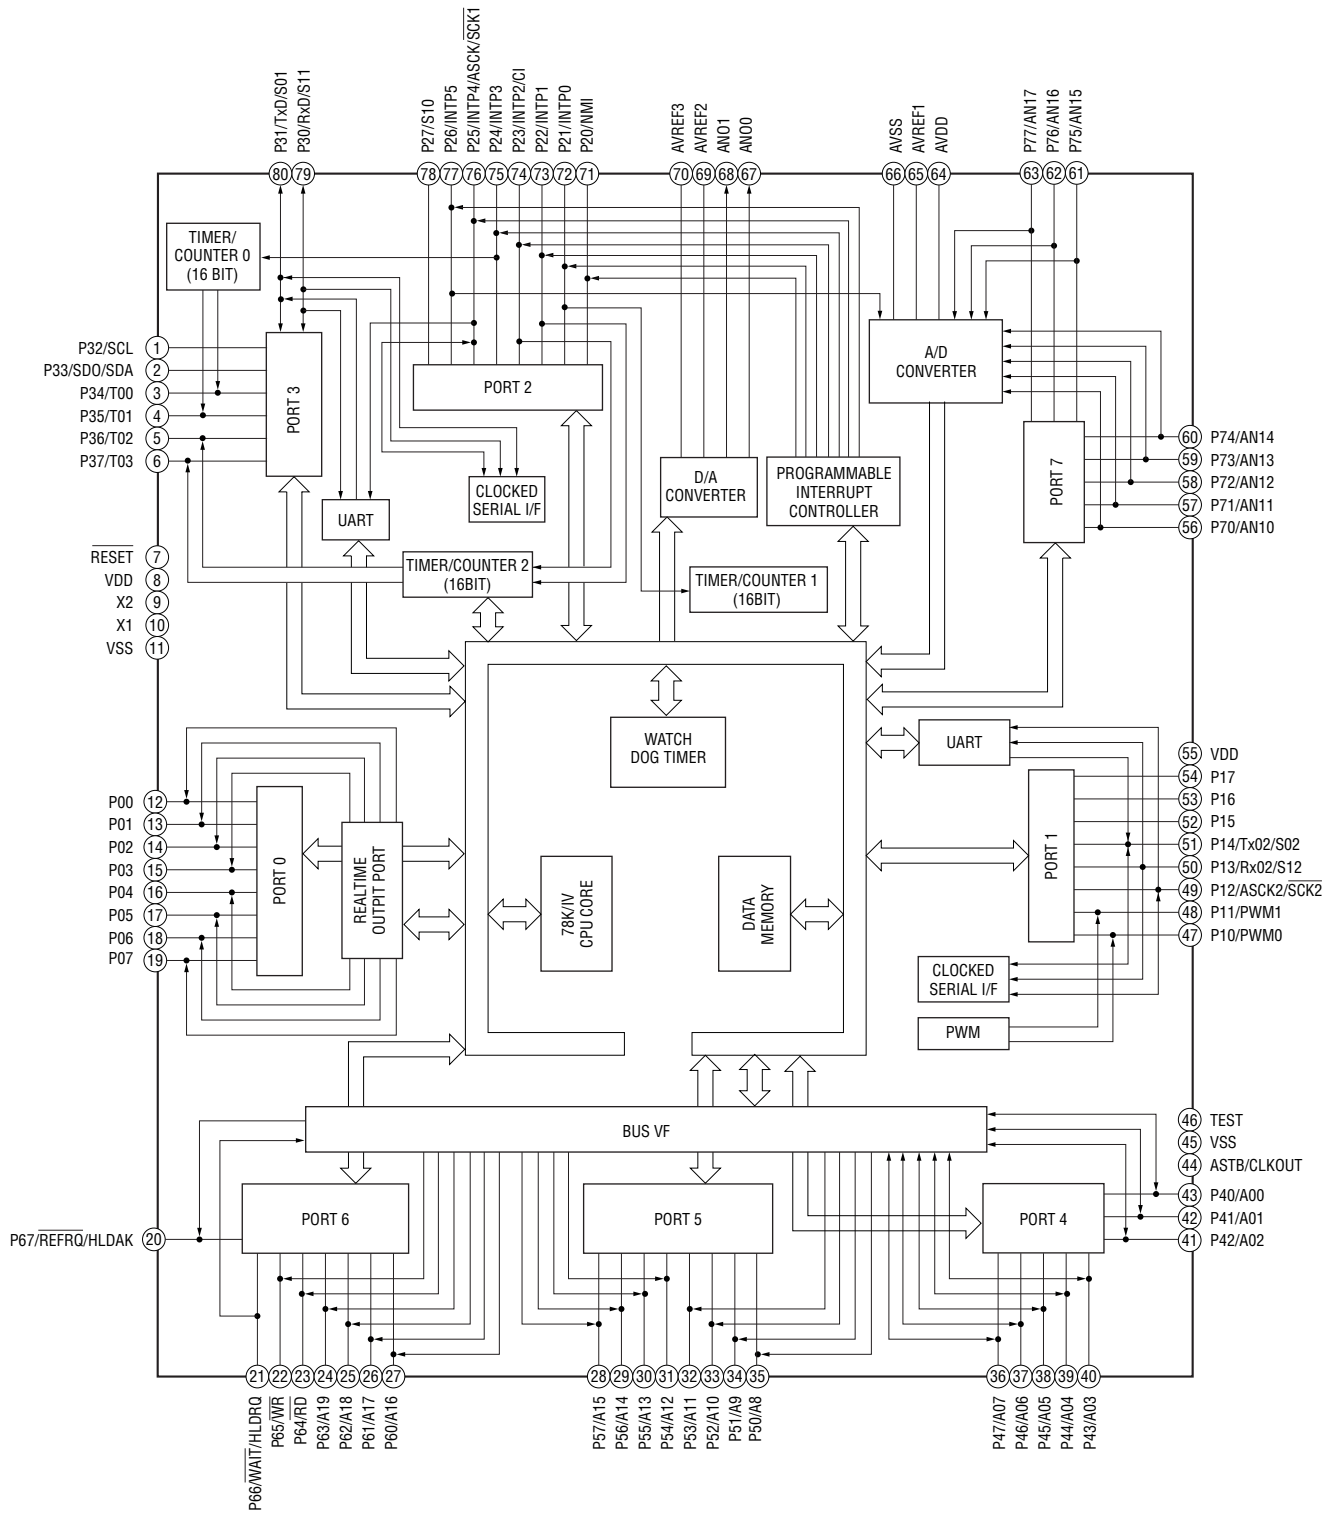 P31/TxD/S01
P30/RxD/S11
P27/S10
P26/INTP5
P25/INTP4/ASCK/SCK1
P24/INTP3
P23/INTP2/CI
P22/INTP1
P21/INTP0
P20/NMI
AVREF3
AVREF2
ANO1
ANO0
AVSS
AVREF1
AVDD
P77/AN17
P76/AN16
P75/AN15
80
79
78
77
76
75
74
73
72
71
70
69
68
67
66
65
64
63
62
61
TIMER/
COUNTER 0
(16 BIT)
P32/SCL
1
P33/SDO/SDA
2
P34/T00
3
P35/T01
4
P36/T02
5
P37/T03
6
PORT 3
PORT 2
A/D
CONVERTER
PORT 7
60
P74/AN14
59
P73/AN13
58
P72/AN12
57
P71/AN11
56
P70/AN10
UART
CLOCKED
SERIAL I/F
D/A
CONVERTER
PROGRAMMABLE
INTERRUPT
CONTROLLER
TIMER/COUNTER 2
(16BIT)
TIMER/COUNTER 1
(16BIT)
RESET
7
VDD
8
X2
9
X1
10
VSS
11
WATCH
DOG TIMER
UART
55
VDD
54
P17
53
P16
52
P15
51
P14/Tx02/S02
50
P13/Rx02/S12
49
P12/ASCK2/SCK2
48
P11/PWM1
47
P10/PWM0
PORT 1
P00
12
P01
13
P02
14
P03
15
P04
16
P05
17
P06
18
P07
19
PORT 0
REALTIME
OUTPIT PORT
78K/IV
CPU CORE
DATA
MEMORY
CLOCKED
SERIAL I/F
PWM
BUS VF
46
TEST
45
VSS
44
ASTB/CLKOUT
43
P40/A00
42
P41/A01
41
P42/A02
P67/REFRQ/HLDAK
20
PORT 6
PORT 5
PORT 4
21
22
23
24
25
26
27
28
29
30
31
32
33
34
35
36
37
38
39
40
P66/WAIT/HLDRQ
P65/WR
P64/RD
P63/A19
P62/A18
P61/A17
P60/A16
P57/A15
P56/A14
P55/A13
P54/A12
P53/A11
P52/A10
P51/A9
P50/A8
P47/A07
P46/A06
P45/A05
P44/A04
P43/A03